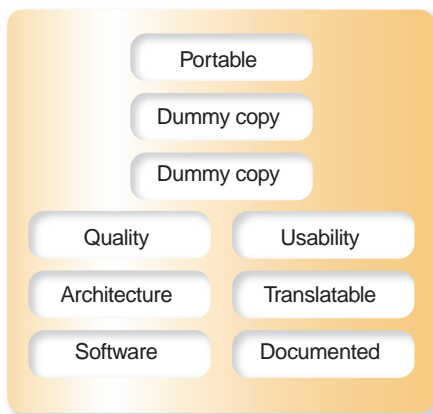 Portable
Dummy copy
Dummy copy
Quality
Usability
Architecture
Translatable
Software
Documented